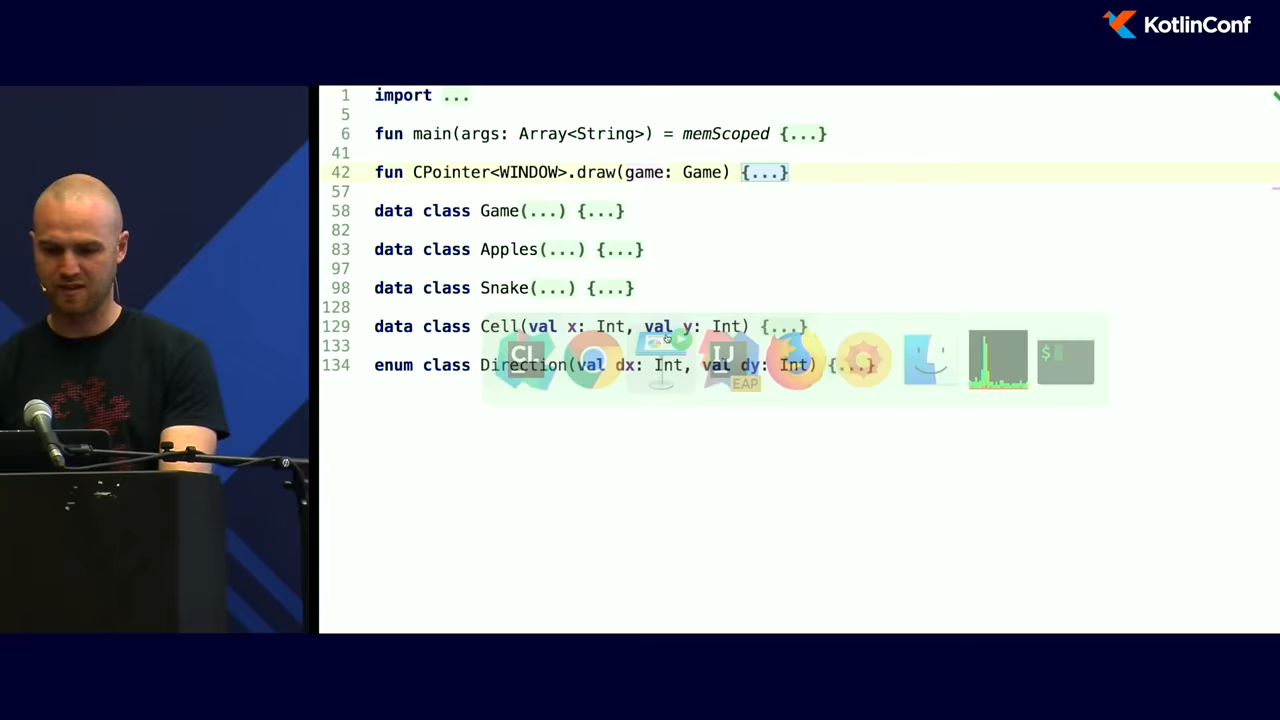 KotlinConf
1 import ...
5
6 fun main(args: Array<String>) = memScoped {...}
41
42 fun CPointer<WINDOW>.draw(game: Game) {...}
57
58 data class Game(...) {...}
82
83 data class Apples(...) {...}
97
98 data class Snake(...) {...}
128
129 data class Cell(val x: Int, val y: Int) {...}
133
134 enum class Direction(val dx: Int, val dy: Int) {...}
CL
IJ
EAP
$